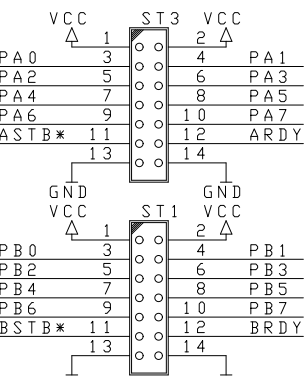 VCC ST3 VCC
1 2
PA0 3 4 PA1
PA2 5 6 PA3
PA4 7 8 PA5
PA6 9 10 PA7
ASTB* 11 12 ARDY
13 14
GND GND
VCC ST1 VCC
1 2
PB0 3 4 PB1
PB2 5 6 PB3
PB4 7 8 PB5
PB6 9 10 PB7
BSTB* 11 12 BRDY
13 14